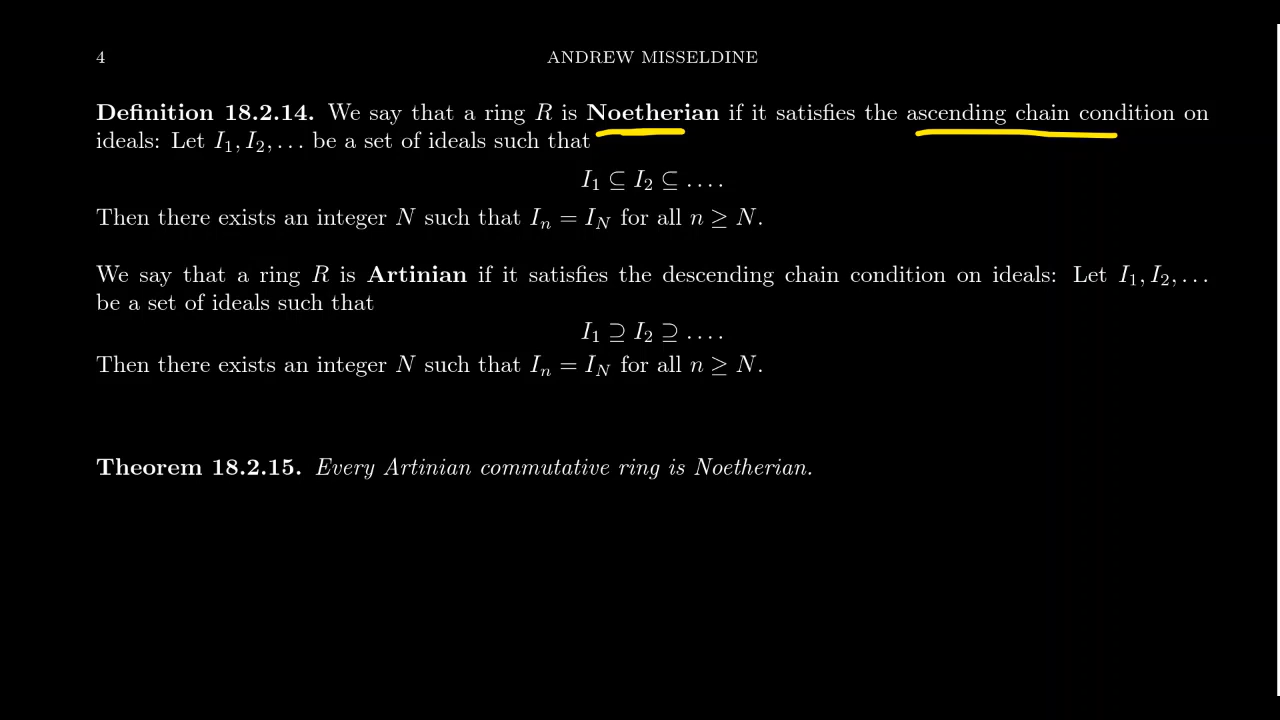 4
ANDREW MISSELDINE
Definition 18.2.14. We say that a ring R is Noetherian if it satisfies the ascending chain condition on
ideals: Let I₁, I₂, ... be a set of ideals such that
I₁ ⊆ I₂ ⊆ ....
Then there exists an integer N such that Iₙ = I_N for all n ≥ N.
We say that a ring R is Artinian if it satisfies the descending chain condition on ideals: Let I₁, I₂, ...
be a set of ideals such that
I₁ ⊇ I₂ ⊇ ....
Then there exists an integer N such that Iₙ = I_N for all n ≥ N.
Theorem 18.2.15. Every Artinian commutative ring is Noetherian.